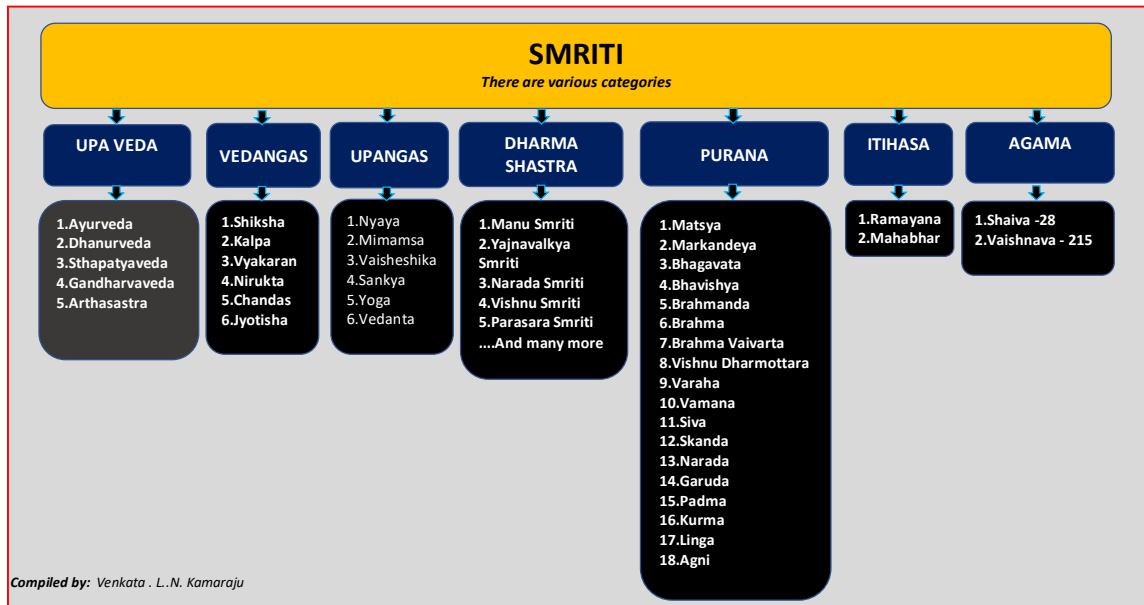 SMRITI
There are various categories
UPA VEDA
VEDANGAS
UPANGAS
DHARMA
SHASTRA
PURANA
ITIHASA
AGAMA
1.Ayurveda
2.Dhanurveda
3.Sthapatyaveda
4.Gandharvaveda
5.Arthasastra
1.Shiksha
2.Kalpa
3.Vyakaran
4.Nirukta
5.Chandas
6.Jyotisha
1.Nyaya
2.Mimamsa
3.Vaisheshika
4.Sankya
5.Yoga
6.Vedanta
1.Manu Smriti
2.Yajnavalkya
Smriti
3.Narada Smriti
4.Vishnu Smriti
5.Parasara Smriti
....And many more
1.Matsya
2.Markandeya
3.Bhagavata
4.Bhavishya
5.Brahmanda
6.Brahma
7.Brahma Vaivarta
8.Vishnu Dharmottara
9.Varaha
10.Vamana
11.Siva
12.Skanda
13.Narada
14.Garuda
15.Padma
16.Kurma
17.Linga
18.Agni
1.Ramayana
2.Mahabhar
1.Shaiva -28
2.Vaishnava - 215
Compiled by: Venkata . L..N. Kamaraju